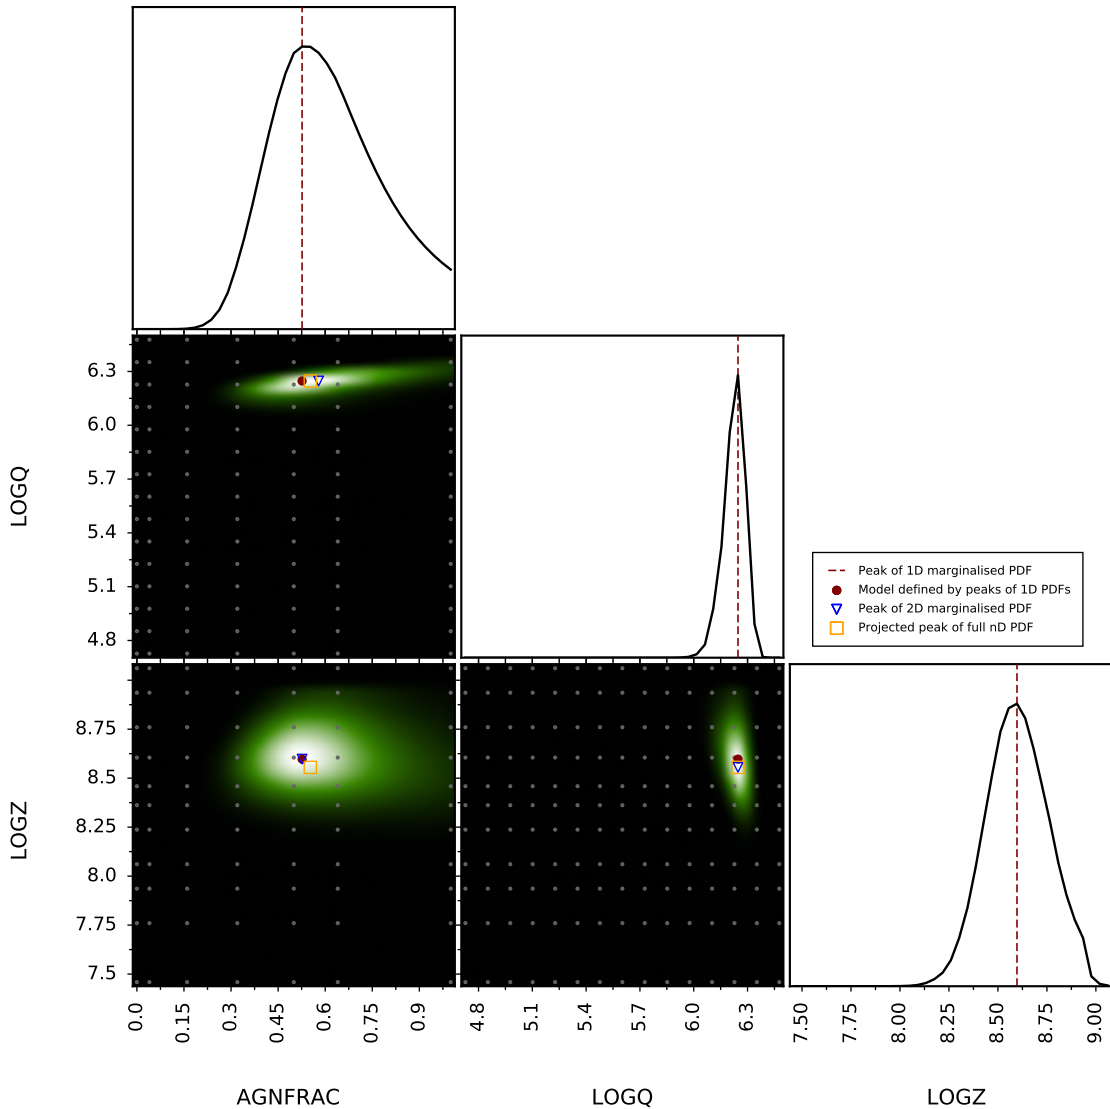 LOGQ
6.3
6.0
5.7
5.4
5.1
4.8
Peak of 1D marginalised PDF
Model defined by peaks of 1D PDFs
Peak of 2D marginalised PDF
Projected peak of full nD PDF
LOGZ
8.75
8.5
8.25
8.0
7.75
7.5
0.0 0.15 0.3 0.45 0.6 0.75 0.9
4.8 5.1 5.4 5.7 6.0 6.3
7.50 7.75 8.00 8.25 8.50 8.75 9.00
AGNFRAC
LOGQ
LOGZ